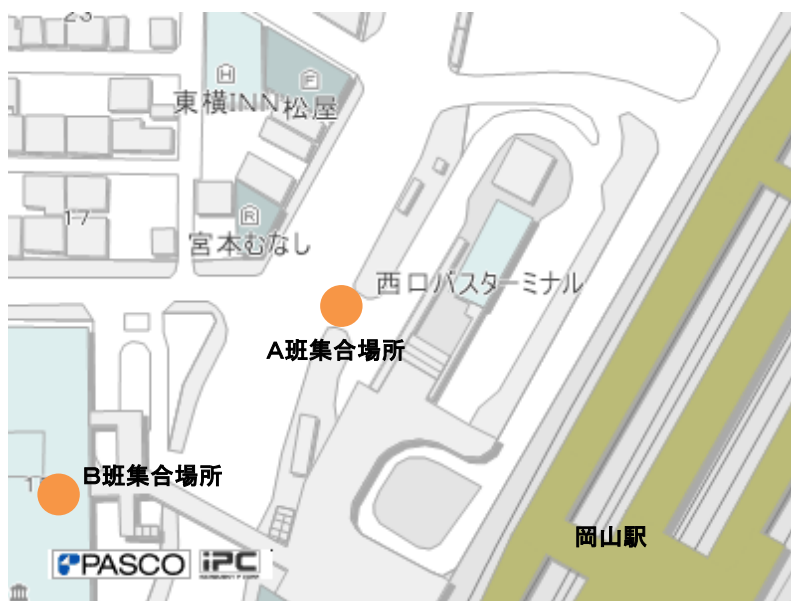 23
H
F
東横INN
松屋
17
R
宮本むなし
西口バスターミナル
A班集合場所
B班集合場所
岡山駅
PASCO
iPC